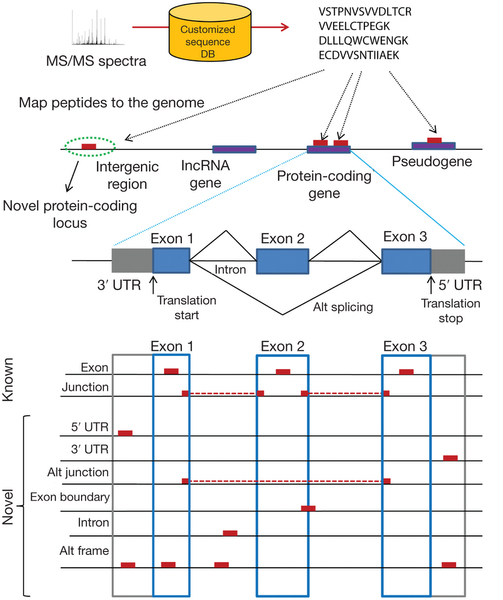 MS/MS spectra
Customized
sequence
DB
VSTPNVSVVDLTCR
VVEELCTPEGK
DLLLQWCWENGK
ECDVVSNTIIAEK
Map peptides to the genome
Intergenic
region
lncRNA
gene
Protein-coding
gene
Pseudogene
Novel protein-coding
locus
Exon 1
Exon 2
Exon 3
3′ UTR
Intron
5′ UTR
Translation
start
Alt splicing
Translation
stop
Exon 1
Exon 2
Exon 3
Known
Exon
Junction
Novel
5′ UTR
3′ UTR
Alt junction
Exon boundary
Intron
Alt frame